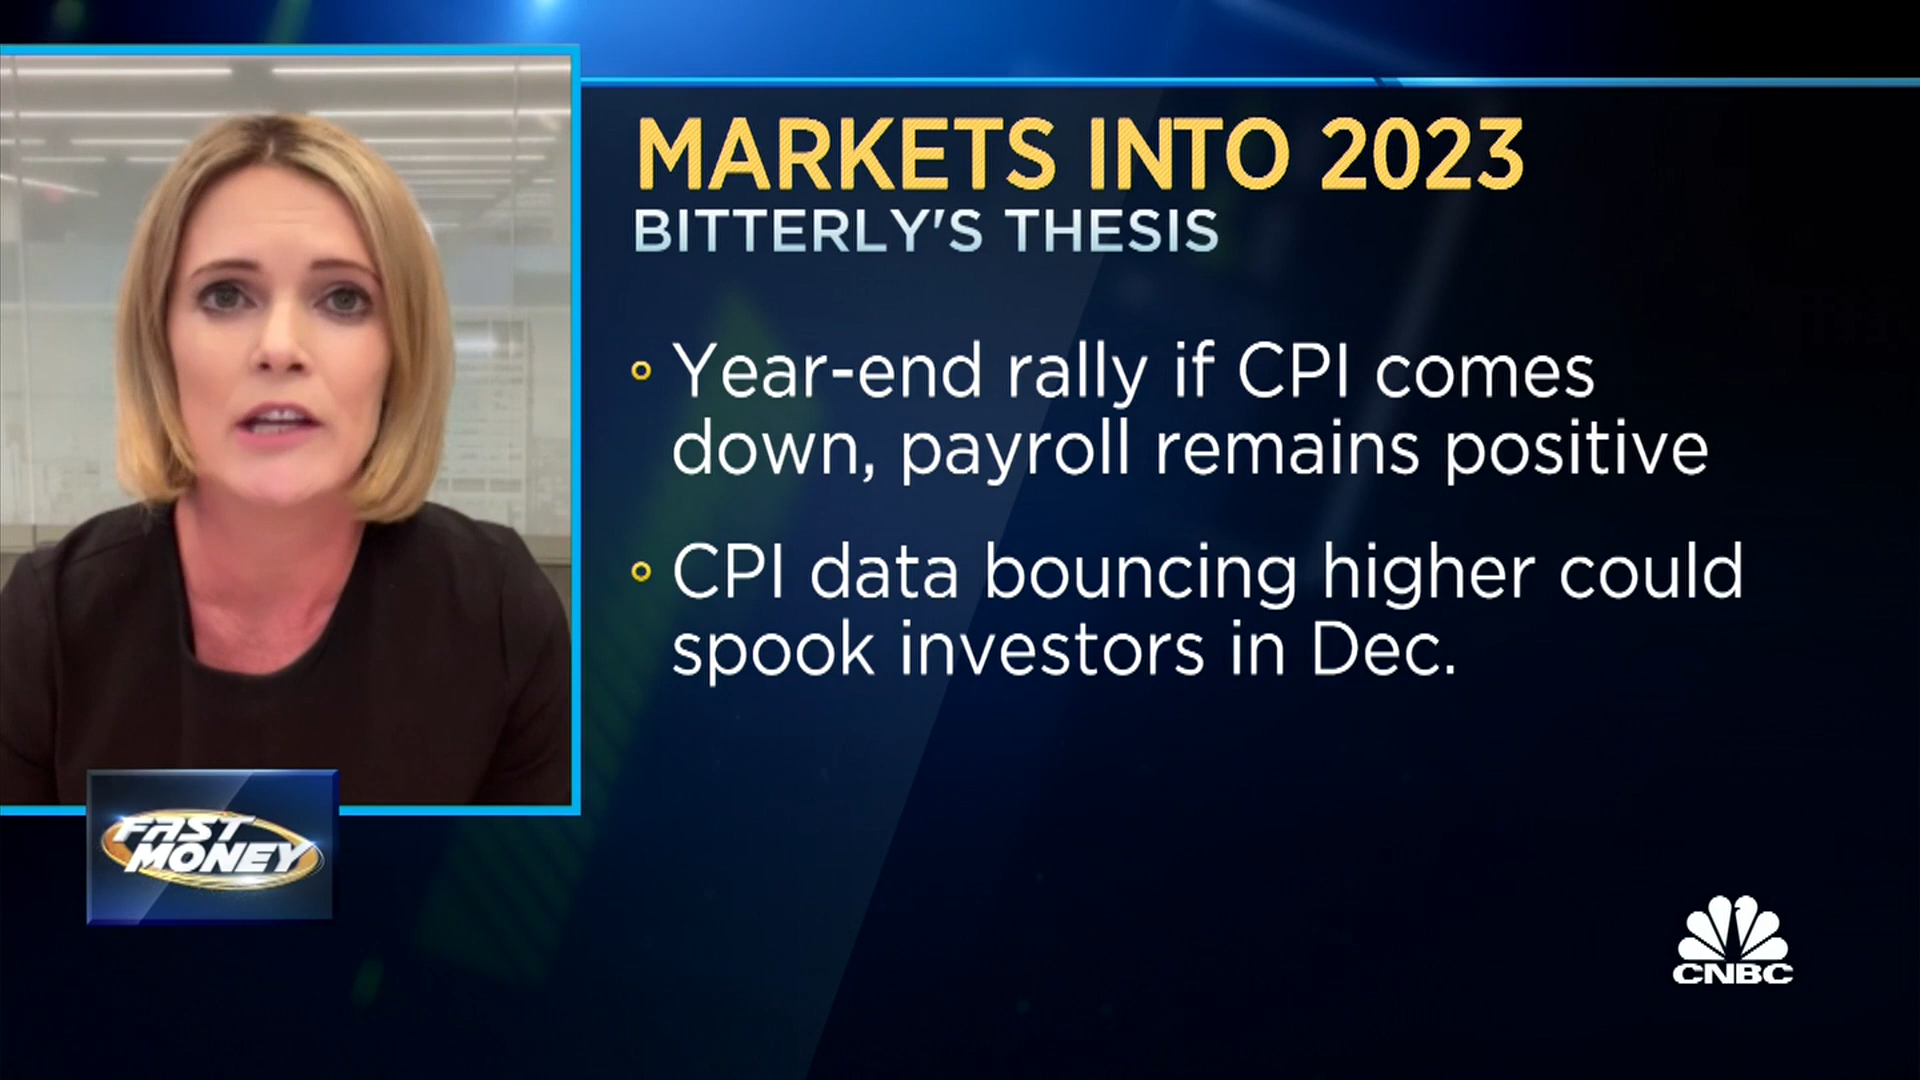 MARKETS INTO 2023
BITTERLY'S THESIS
Year-end rally if CPI comes
down, payroll remains positive
CPI data bouncing higher could
spook investors in Dec.
FAST
MONEY
CNBC